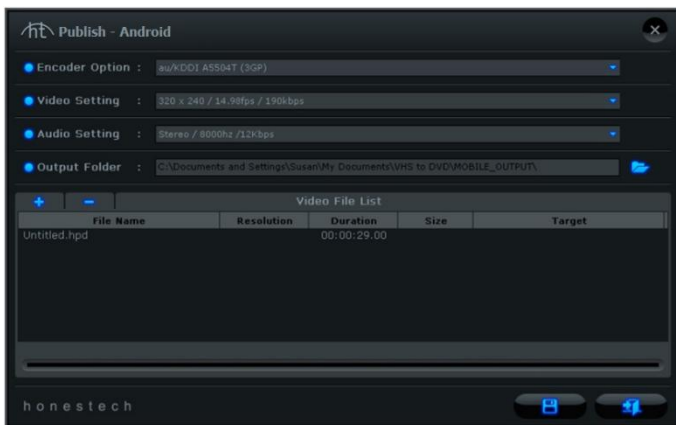 ht Publish - Android
Encoder Option : au/KDDI A5504T (3GP)
Video Setting : 320 x 240 / 14.98fps / 190kbps
Audio Setting : Stereo / 8000hz /12Kbps
Output Folder : C:\Documents and Settings\Susan\My Documents\VHS to DVD\MOBILE_OUTPUT\
Video File List
File Name Resolution Duration Size Target
Untitled.hpd 00:00:29.00
honestech